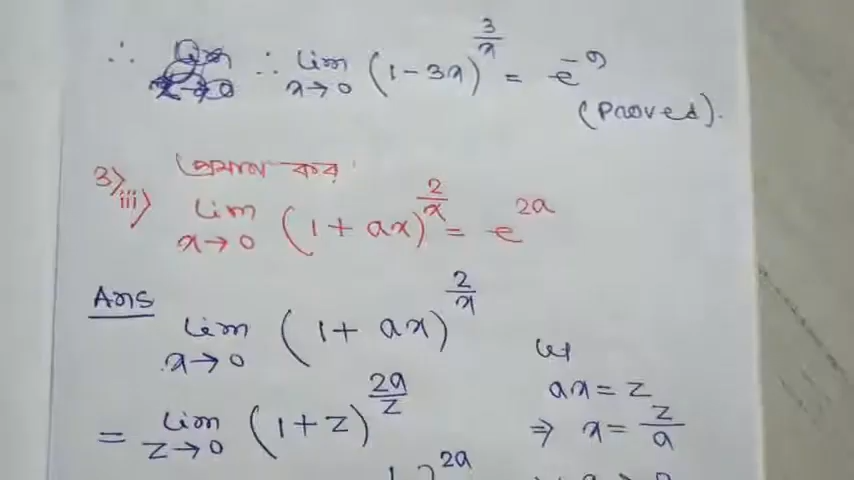 ∴ ∴ lim x→0 (1-3x)^(3/x) = e^-9
(Proved).
3) iii) প্রমাণ কর
lim x→0 (1+ax)^(2/x) = e^2a
Ans
lim x→0 (1+ax)^(2/x)
let
ax = z
= lim z→0 (1+z)^(2a/z)
⇒ x = z/a
2a